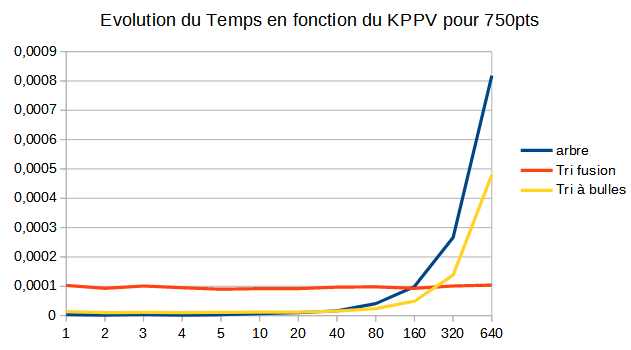 Evolution du Temps en fonction du KPPV pour 750pts
0,0009
0,0008
0,0007
0,0006
0,0005
0,0004
0,0003
0,0002
0,0001
0
1 2 3 4 5 10 20 40 80 160 320 640
arbre
Tri fusion
Tri à bulles